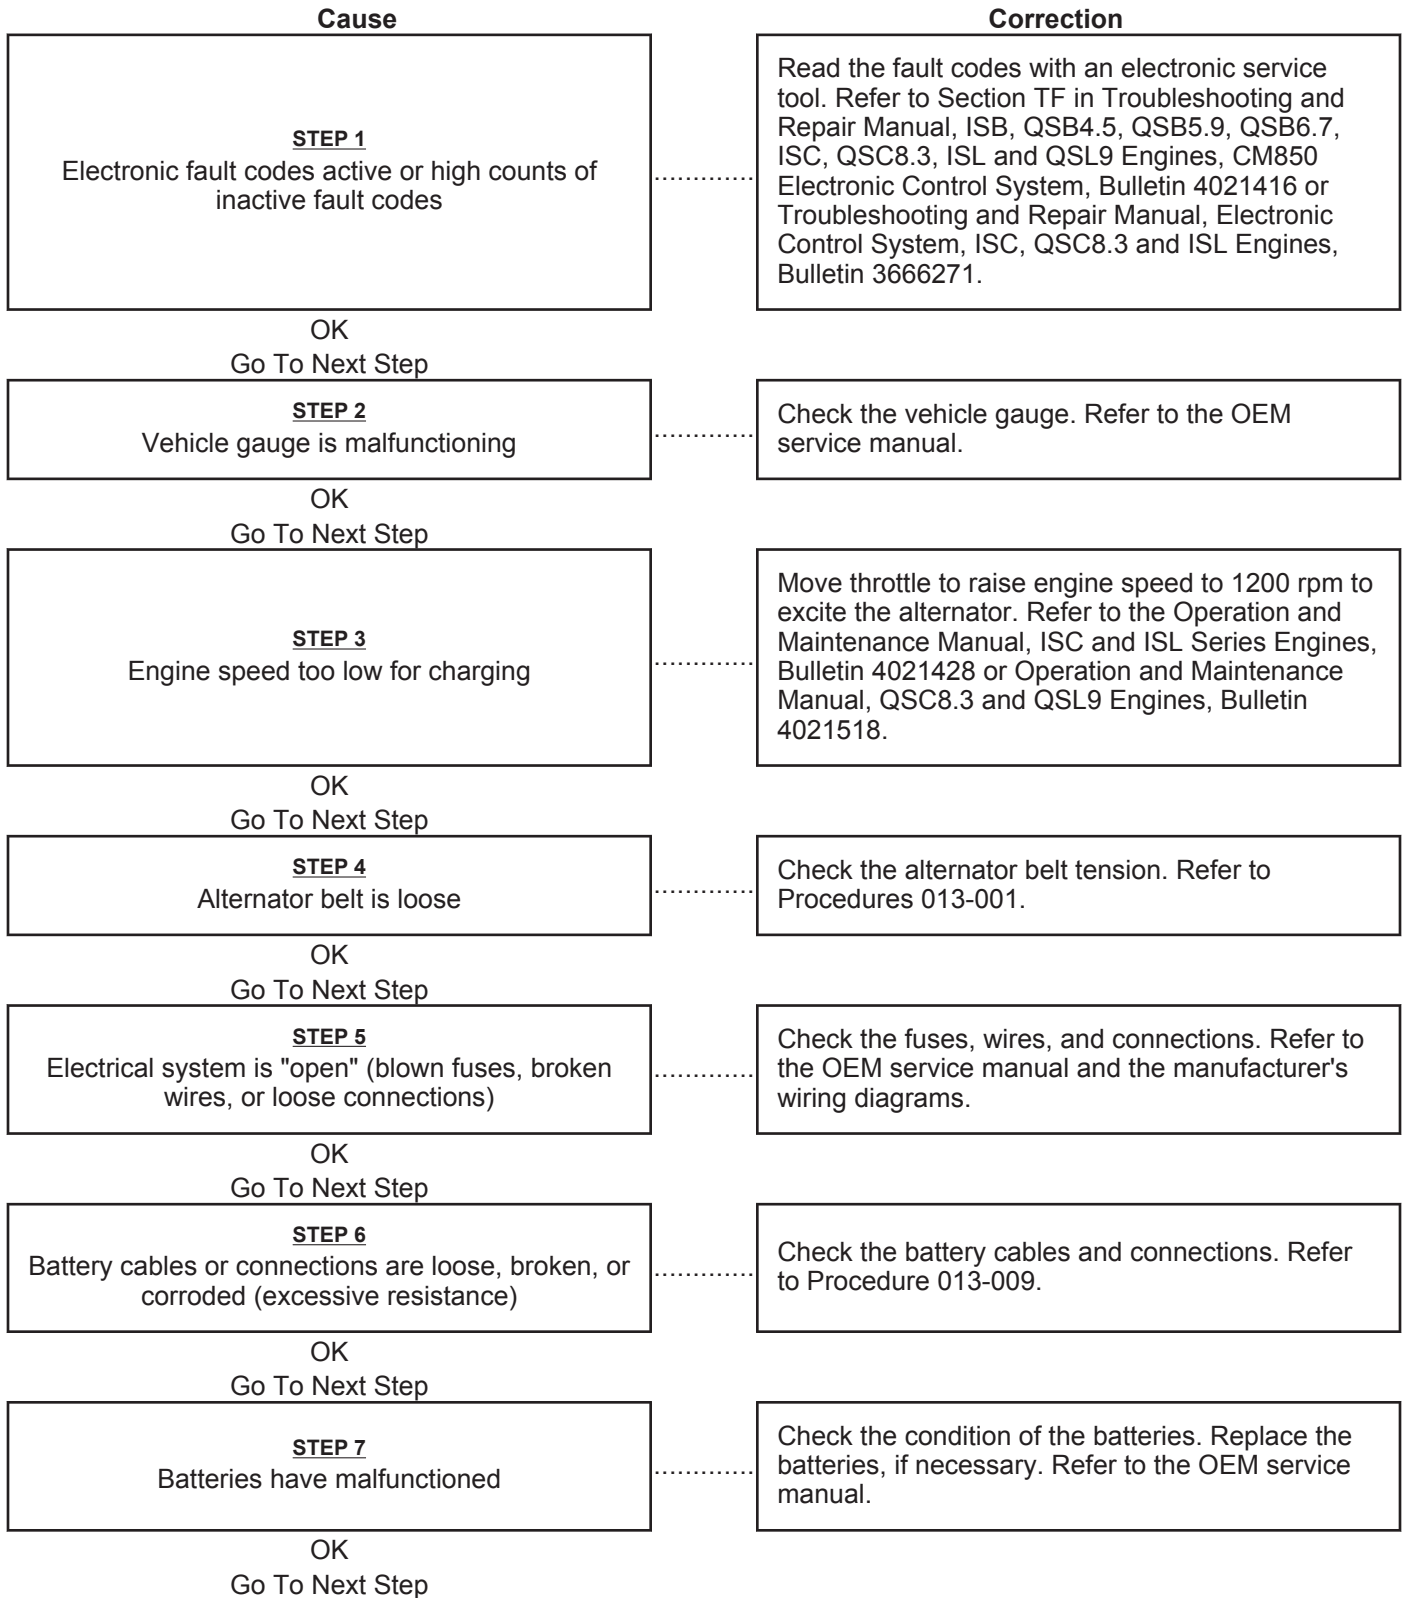 Cause
Correction
STEP 1
Electronic fault codes active or high counts of
inactive fault codes
Read the fault codes with an electronic service
tool. Refer to Section TF in Troubleshooting and
Repair Manual, ISB, QSB4.5, QSB5.9, QSB6.7,
ISC, QSC8.3, ISL and QSL9 Engines, CM850
Electronic Control System, Bulletin 4021416 or
Troubleshooting and Repair Manual, Electronic
Control System, ISC, QSC8.3 and ISL Engines,
Bulletin 3666271.
OK
Go To Next Step
STEP 2
Vehicle gauge is malfunctioning
Check the vehicle gauge. Refer to the OEM
service manual.
OK
Go To Next Step
STEP 3
Engine speed too low for charging
Move throttle to raise engine speed to 1200 rpm to
excite the alternator. Refer to the Operation and
Maintenance Manual, ISC and ISL Series Engines,
Bulletin 4021428 or Operation and Maintenance
Manual, QSC8.3 and QSL9 Engines, Bulletin
4021518.
OK
Go To Next Step
STEP 4
Alternator belt is loose
Check the alternator belt tension. Refer to
Procedures 013-001.
OK
Go To Next Step
STEP 5
Electrical system is "open" (blown fuses, broken
wires, or loose connections)
Check the fuses, wires, and connections. Refer to
the OEM service manual and the manufacturer's
wiring diagrams.
OK
Go To Next Step
STEP 6
Battery cables or connections are loose, broken, or
corroded (excessive resistance)
Check the battery cables and connections. Refer
to Procedure 013-009.
OK
Go To Next Step
STEP 7
Batteries have malfunctioned
Check the condition of the batteries. Replace the
batteries, if necessary. Refer to the OEM service
manual.
OK
Go To Next Step